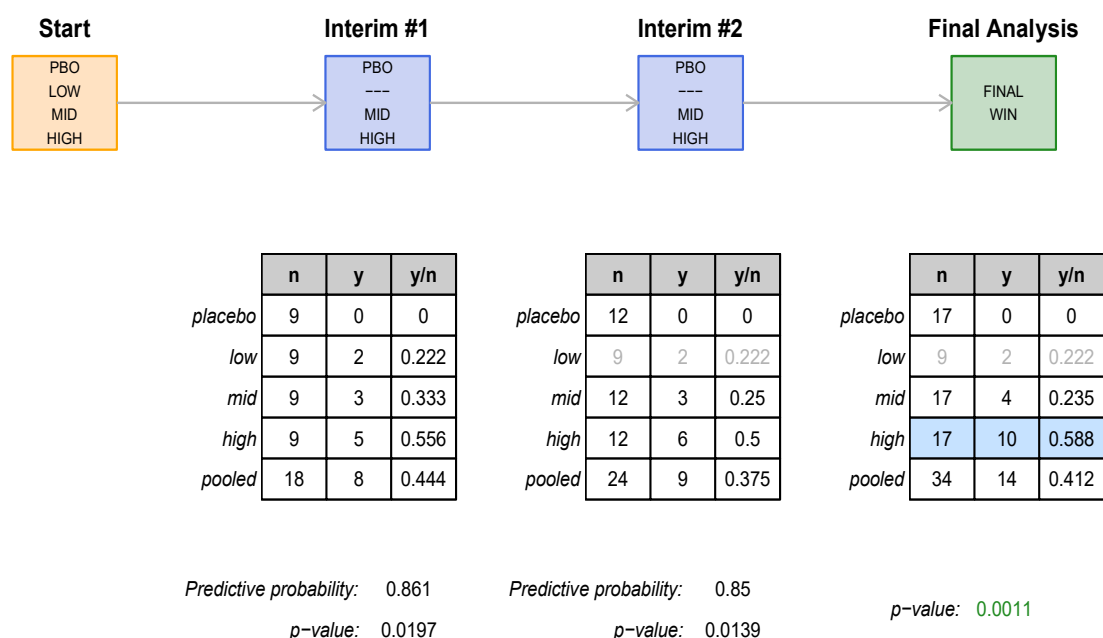 Start Interim #1 Interim #2 Final Analysis
PBO PBO PBO
LOW −−− −−− FINAL
MID MID MID WIN
HIGH HIGH HIGH
n y y/n n y y/n n y y/n
placebo 9 0 0 placebo 12 0 0 placebo 17 0 0
low 9 2 0.222 low 9 2 0.222 low 9 2 0.222
mid 9 3 0.333 mid 12 3 0.25 mid 17 4 0.235
high 9 5 0.556 high 12 6 0.5 high 17 10 0.588
pooled 18 8 0.444 pooled 24 9 0.375 pooled 34 14 0.412
Predictive probability: 0.861 Predictive probability: 0.85
p−value: 0.0011
p−value: 0.0197 p−value: 0.0139